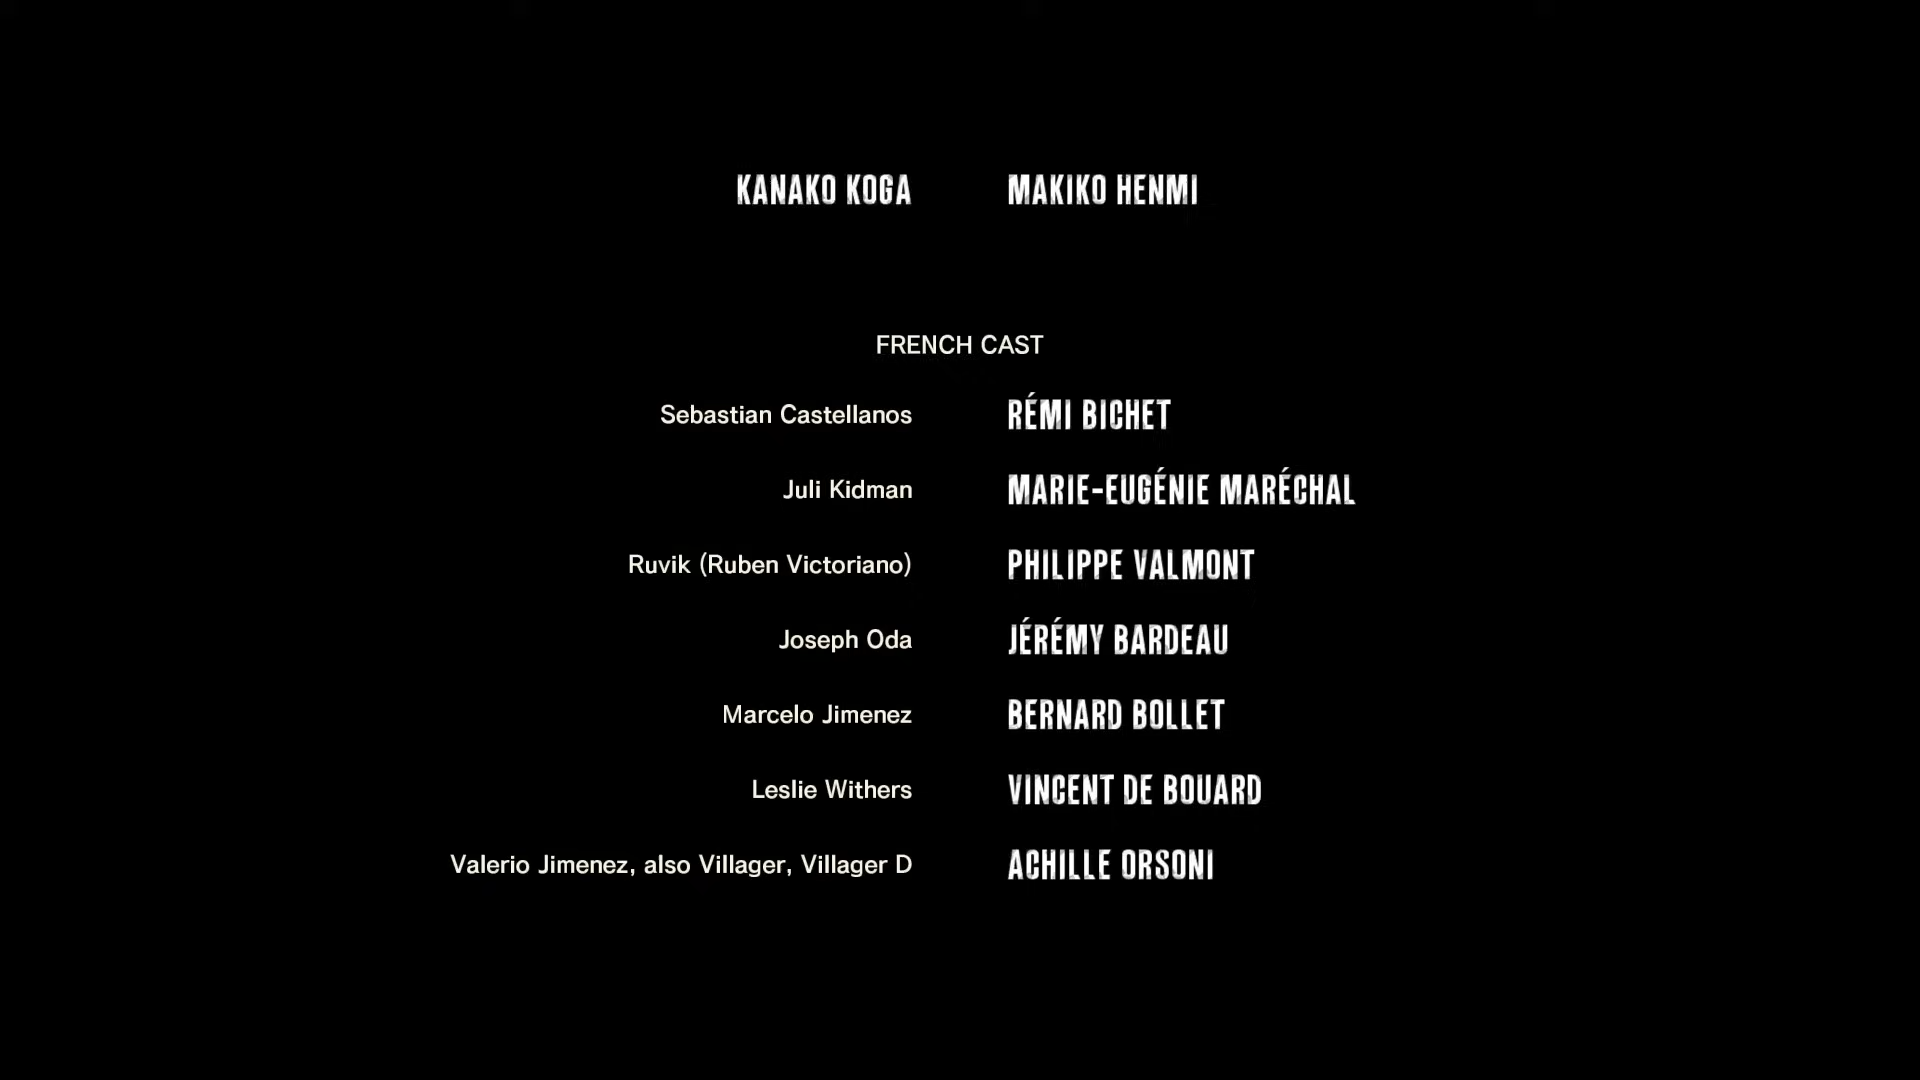 KANAKO KOGA MAKIKO HENMI
FRENCH CAST
Sebastian Castellanos RÉMI BICHET
Juli Kidman MARIE-EUGÉNIE MARÉCHAL
Ruvik (Ruben Victoriano) PHILIPPE VALMONT
Joseph Oda JÉRÉMY BARDEAU
Marcelo Jimenez BERNARD BOLLET
Leslie Withers VINCENT DE BOUARD
Valerio Jimenez, also Villager, Villager D ACHILLE ORSONI